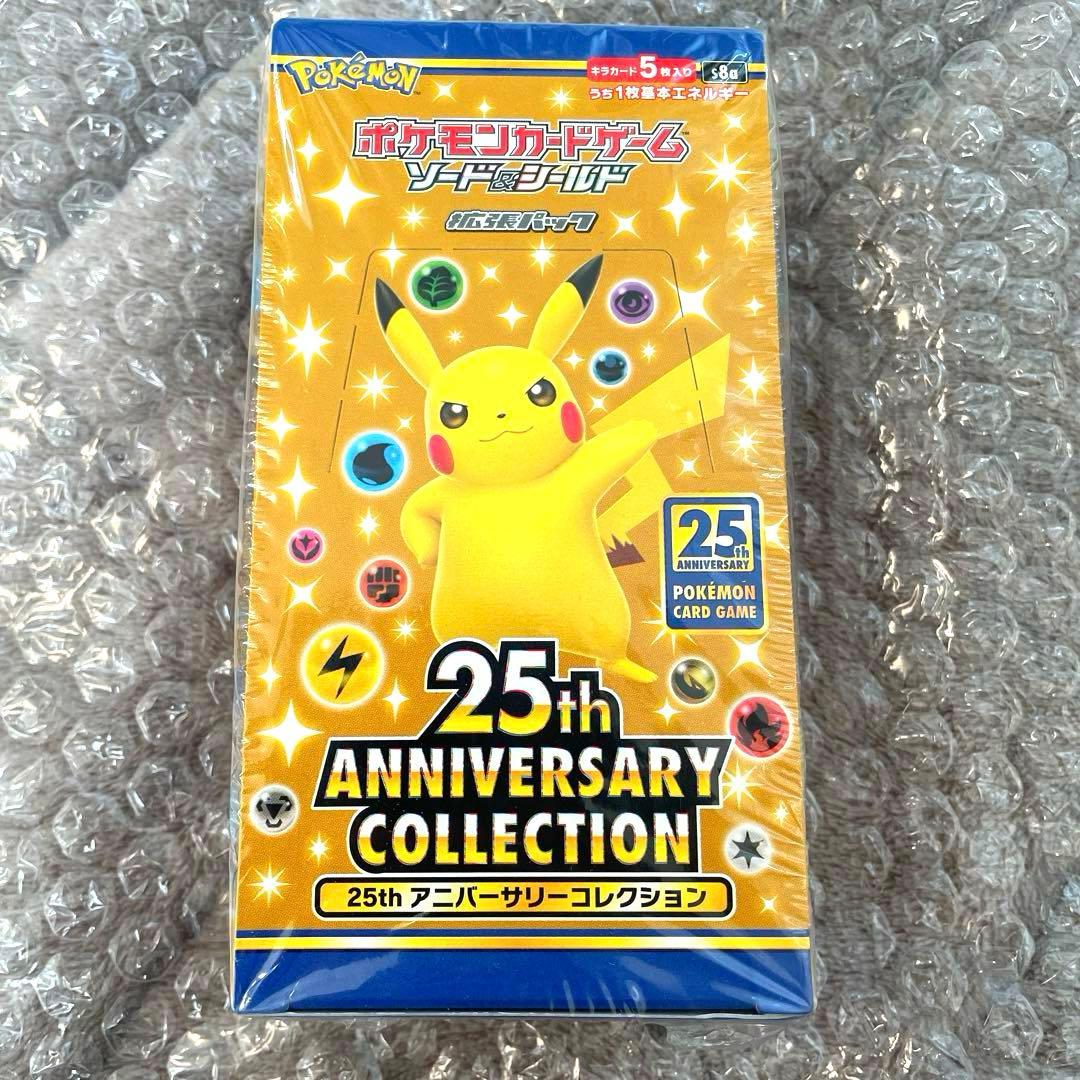 POKÉMON
キラカード5枚入り s8a
うち1枚基本エネルギー
ポケモンカードゲーム
ソード&シールド
拡張パック
25th
ANNIVERSARY
POKÉMON
CARD GAME
25th
ANNIVERSARY
COLLECTION
25th アニバーサリーコレクション